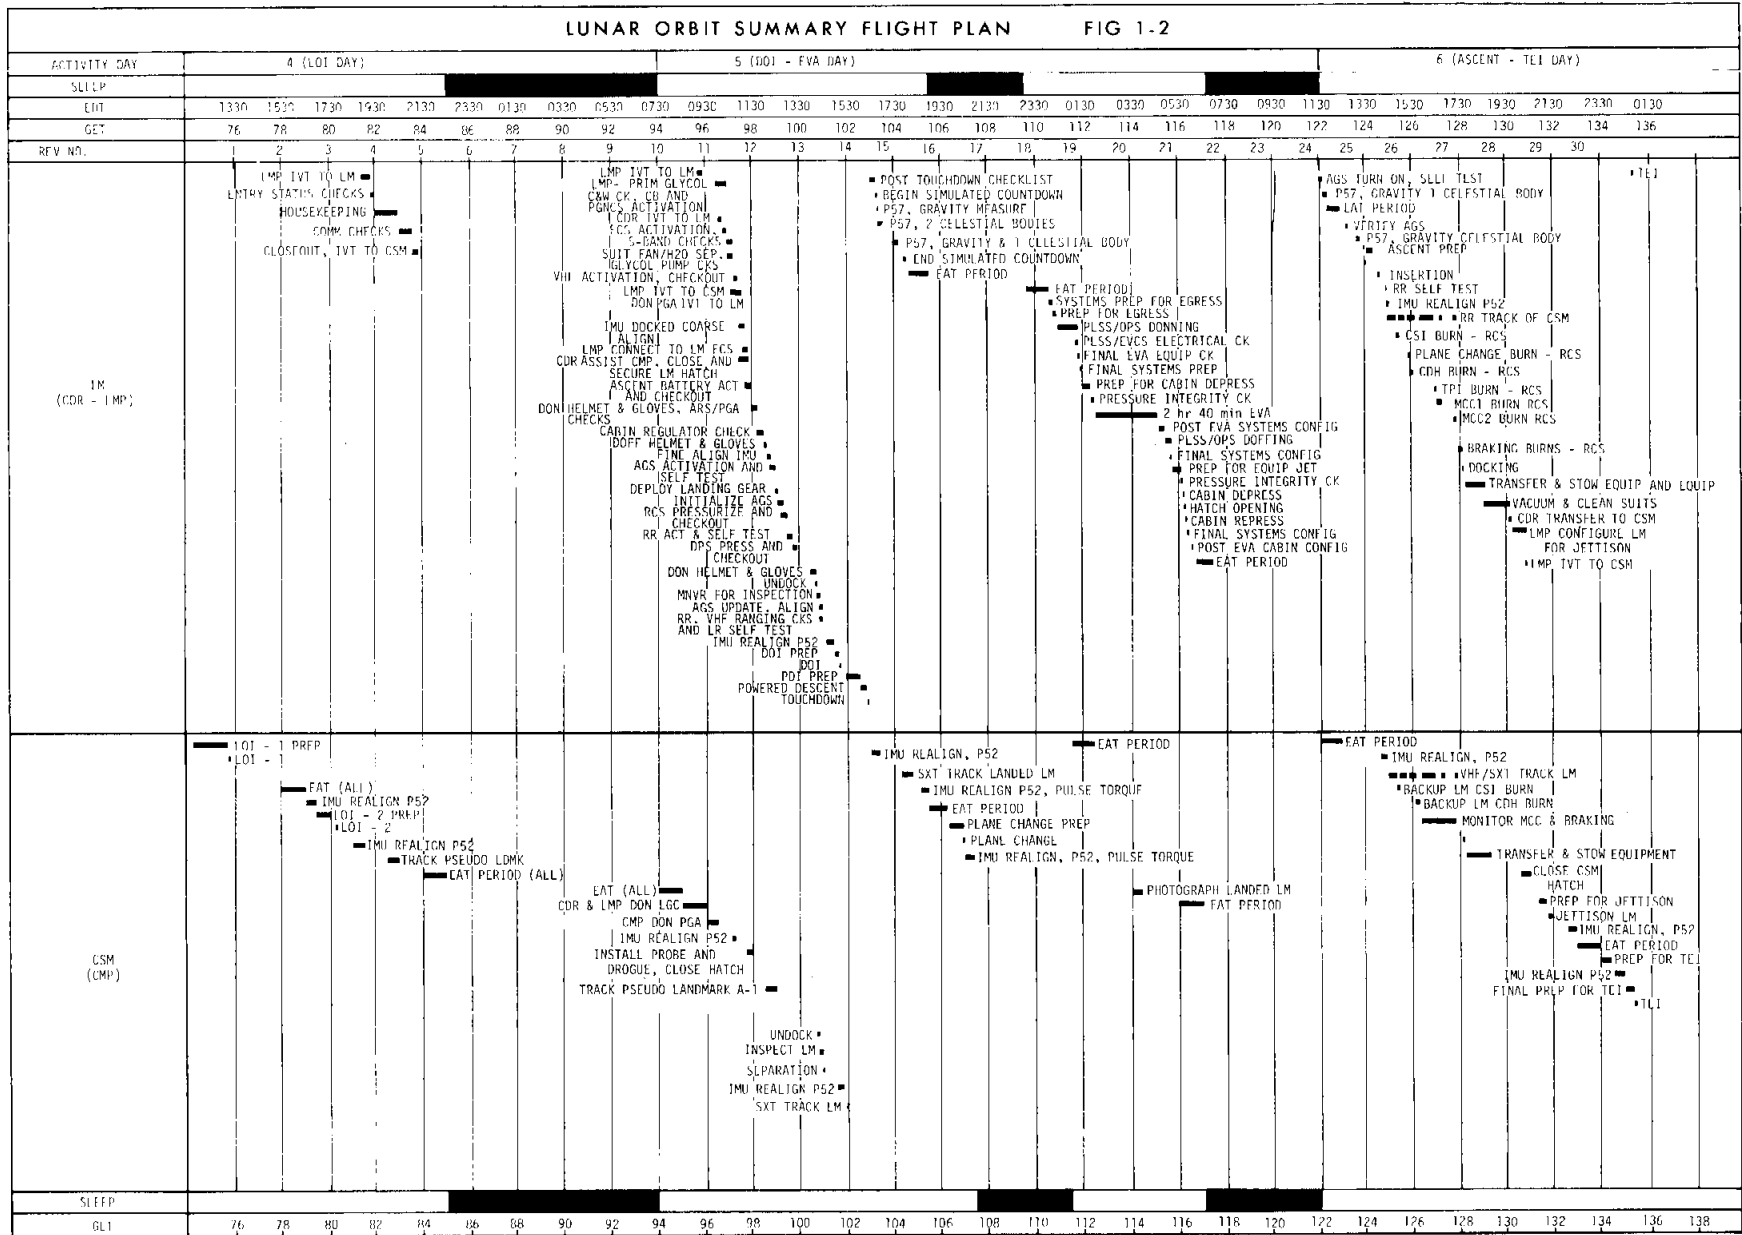 LUNAR ORBIT SUMMARY FLIGHT PLAN FIG 1-2
ACTIVITY DAY 4 (LOI DAY) 5 (DOI - EVA DAY) 6 (ASCENT - TEI DAY)
SLEEP
EDT 1330 1530 1730 1930 2130 2330 0130 0330 0530 0730 0930 1130 1330 1530 1730 1930 2130 2330 0130 0330 0530 0730 0930 1130 1330 1530 1730 1930 2130 2330 0130
GET 76 78 80 82 84 86 88 90 92 94 96 98 100 102 104 106 108 110 112 114 116 118 120 122 124 126 128 130 132 134 136
REV NO. 1 2 3 4 5 6 7 8 9 10 11 12 13 14 15 16 17 18 19 20 21 22 23 24 25 26 27 28 29 30
LM
(CDR - LMP)
LMP IVT TO LM
ENTRY STATUS CHECKS
HOUSEKEEPING
COMM CHECKS
CLOSEOUT, IVT TO CSM
LMP IVT TO LM
LMP- PRIM GLYCOL
C&W CK, CB AND
PGNCS ACTIVATION
CDR IVT TO LM
ECS ACTIVATION,
S-BAND CHECKS
SUIT FAN/H2O SEP.
GLYCOL PUMP CKS
VHF ACTIVATION, CHECKOUT
LMP IVT TO CSM
DON PGA IVT TO LM
IMU DOCKED COARSE
ALIGN
LMP CONNECT TO LM ECS
CDR ASSIST CMP, CLOSE AND
SECURE LM HATCH
ASCENT BATTERY ACT
AND CHECKOUT
DON HELMET & GLOVES, ARS/PGA
CHECKS
CABIN REGULATOR CHECK
DOFF HELMET & GLOVES
FINE ALIGN IMU
AGS ACTIVATION AND
SELF TEST
DEPLOY LANDING GEAR
INITIALIZE AGS
RCS PRESSURIZE AND
CHECKOUT
RR ACT & SELF TEST
DPS PRESS AND
CHECKOUT
DON HELMET & GLOVES
UNDOCK
MNVR FOR INSPECTION
AGS UPDATE, ALIGN
RR, VHF RANGING CKS
AND LR SELF TEST
IMU REALIGN P52
DOI PREP
DOI
PDI PREP
POWERED DESCENT
TOUCHDOWN
POST TOUCHDOWN CHECKLIST
BEGIN SIMULATED COUNTDOWN
P57, GRAVITY MEASURE
P57, 2 CELESTIAL BODIES
P57, GRAVITY & 1 CELESTIAL BODY
END SIMULATED COUNTDOWN
EAT PERIOD
EAT PERIOD
SYSTEMS PREP FOR EGRESS
PREP FOR EGRESS
PLSS/OPS DONNING
PLSS/EVCS ELECTRICAL CK
FINAL EVA EQUIP CK
FINAL SYSTEMS PREP
PREP FOR CABIN DEPRESS
PRESSURE INTEGRITY CK
2 hr 40 min EVA
POST EVA SYSTEMS CONFIG
PLSS/OPS DOFFING
FINAL SYSTEMS CONFIG
PREP FOR EQUIP JET
PRESSURE INTEGRITY CK
CABIN DEPRESS
HATCH OPENING
CABIN REPRESS
FINAL SYSTEMS CONFIG
POST EVA CABIN CONFIG
EAT PERIOD
TEI
AGS TURN ON, SELF TEST
P57, GRAVITY 1 CELESTIAL BODY
EAT PERIOD
VERIFY AGS
P57, GRAVITY CELESTIAL BODY
ASCENT PREP
INSERTION
RR SELF TEST
IMU REALIGN P52
RR TRACK OF CSM
CSI BURN - RCS
PLANE CHANGE BURN - RCS
CDH BURN - RCS
TPI BURN - RCS
MCC1 BURN RCS
MCC2 BURN RCS
BRAKING BURNS - RCS
DOCKING
TRANSFER & STOW EQUIP AND EQUIP
VACUUM & CLEAN SUITS
CDR TRANSFER TO CSM
LMP CONFIGURE LM
FOR JETTISON
LMP IVT TO CSM
CSM
(CMP)
LOI - 1 PREP
LOI - 1
EAT (ALL)
IMU REALIGN P52
LOI - 2 PREP
LOI - 2
IMU REALIGN P52
TRACK PSEUDO LDMK
EAT PERIOD (ALL)
EAT (ALL)
CDR & LMP DON LGC
CMP DON PGA
IMU REALIGN P52
INSTALL PROBE AND
DROGUE, CLOSE HATCH
TRACK PSEUDO LANDMARK A-1
UNDOCK
INSPECT LM
SEPARATION
IMU REALIGN P52
SXT TRACK LM
IMU REALIGN, P52
SXT TRACK LANDED LM
IMU REALIGN P52, PULSE TORQUE
EAT PERIOD
PLANE CHANGE PREP
PLANE CHANGE
IMU REALIGN, P52, PULSE TORQUE
EAT PERIOD
PHOTOGRAPH LANDED LM
EAT PERIOD
EAT PERIOD
IMU REALIGN, P52
VHF/SXT TRACK LM
BACKUP LM CSI BURN
BACKUP LM CDH BURN
MONITOR MCC & BRAKING
TRANSFER & STOW EQUIPMENT
CLOSE CSM
HATCH
PREP FOR JETTISON
JETTISON LM
IMU REALIGN, P52
EAT PERIOD
PREP FOR TEI
IMU REALIGN P52
FINAL PREP FOR TEI
TEI
SLEEP
GET 76 78 80 82 84 86 88 90 92 94 96 98 100 102 104 106 108 110 112 114 116 118 120 122 124 126 128 130 132 134 136 138